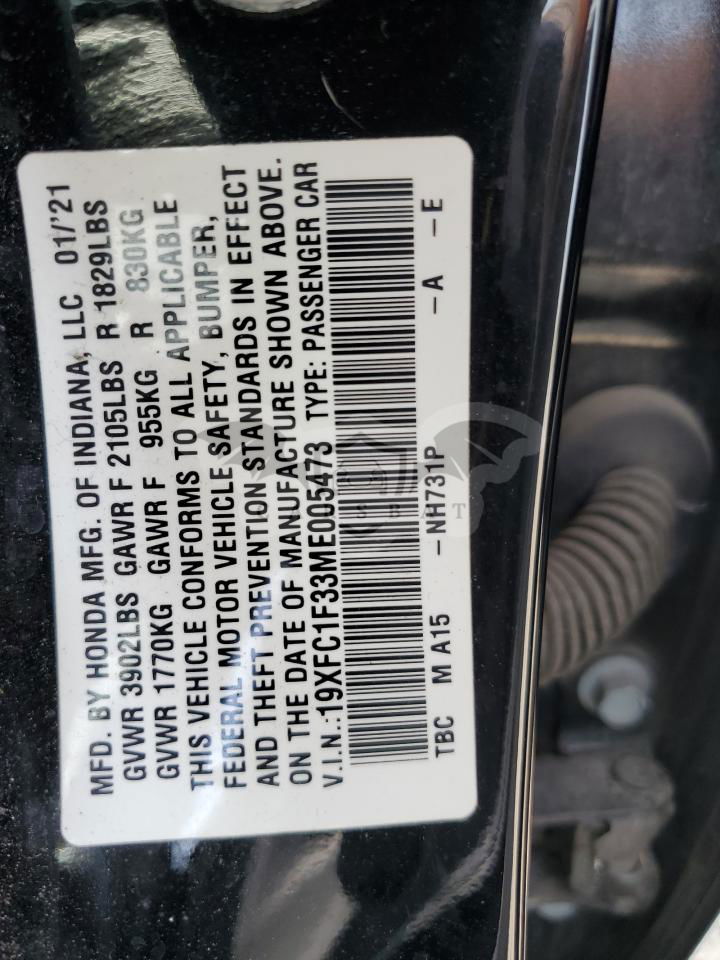 MFD. BY HONDA MFG. OF INDIANA, LLC 01/'21
GVWR 3902LBS GAWR F 2105LBS R 1829LBS
GVWR 1770KG GAWR F 955KG R 830KG
THIS VEHICLE CONFORMS TO ALL APPLICABLE
FEDERAL MOTOR VEHICLE SAFETY, BUMPER,
AND THEFT PREVENTION STANDARDS IN EFFECT
ON THE DATE OF MANUFACTURE SHOWN ABOVE.
V.I.N.:19XFC1F33ME005473 TYPE: PASSENGER CAR
TBC M A15 -NH731P -A -E